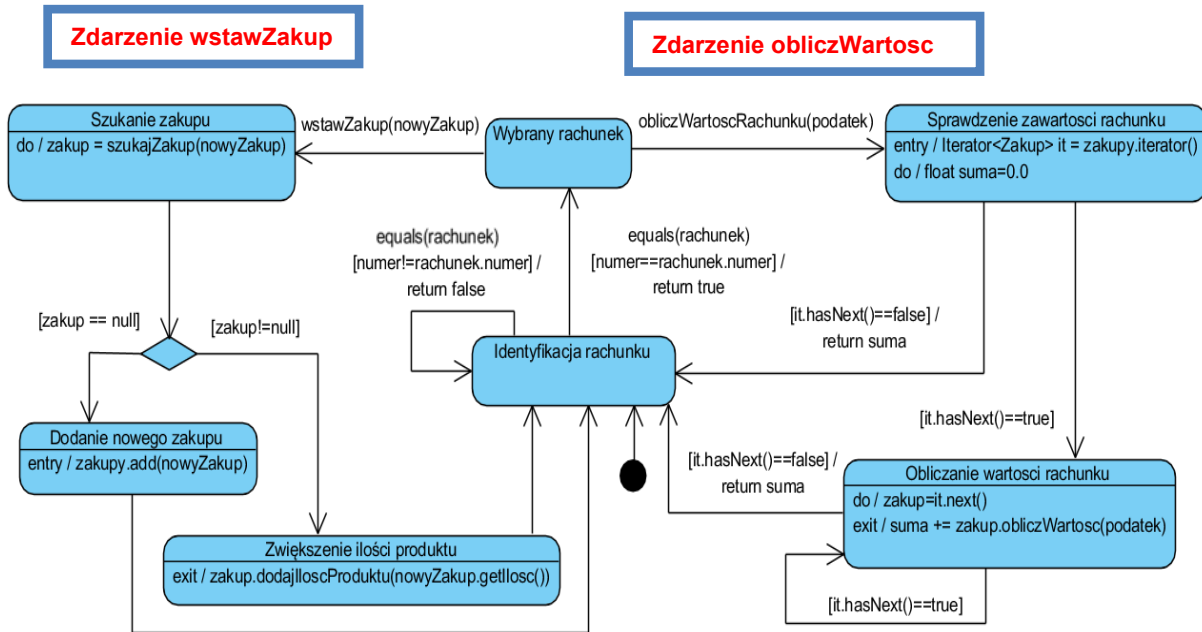 Zdarzenie wstawZakup
Zdarzenie obliczWartosc
Szukanie zakupu
do / zakup = szukajZakup(nowyZakup)
wstawZakup(nowyZakup)
Wybrany rachunek
obliczWartoscRachunku(podatek)
Sprawdzenie zawartosci rachunku
entry / Iterator<Zakup> it = zakupy.iterator()
do / float suma=0.0
equals(rachunek)
[numer!=rachunek.numer] /
return false
equals(rachunek)
[numer==rachunek.numer] /
return true
[zakup == null]
[zakup!=null]
[it.hasNext()==false] /
return suma
Identyfikacja rachunku
[it.hasNext()==true]
Dodanie nowego zakupu
entry / zakupy.add(nowyZakup)
[it.hasNext()==false] /
return suma
Obliczanie wartosci rachunku
do / zakup=it.next()
exit / suma += zakup.obliczWartosc(podatek)
Zwiększenie ilości produktu
exit / zakup.dodajIloscProduktu(nowyZakup.getIlosc())
[it.hasNext()==true]